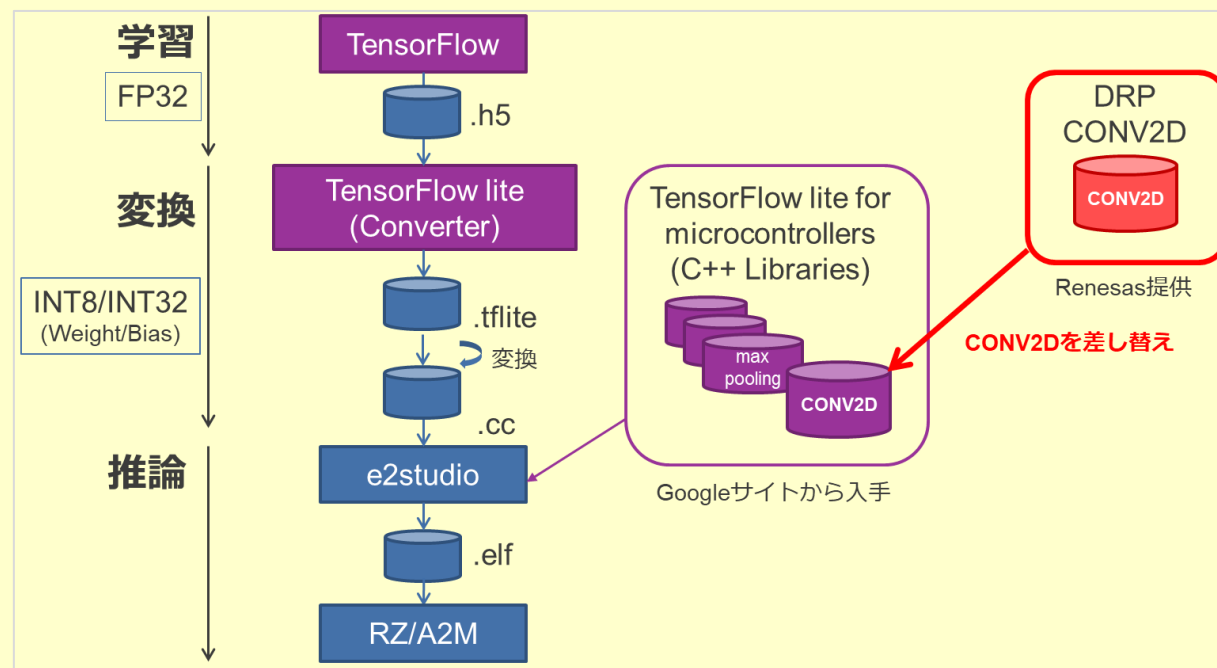 学習
FP32
TensorFlow
.h5
変換
INT8/INT32
(Weight/Bias)
TensorFlow lite
(Converter)
.tflite
変換
.cc
推論
e2studio
.elf
RZ/A2M
TensorFlow lite for
microcontrollers
(C++ Libraries)
max
pooling
CONV2D
Googleサイトから入手
DRP
CONV2D
CONV2D
Renesas提供
CONV2Dを差し替え